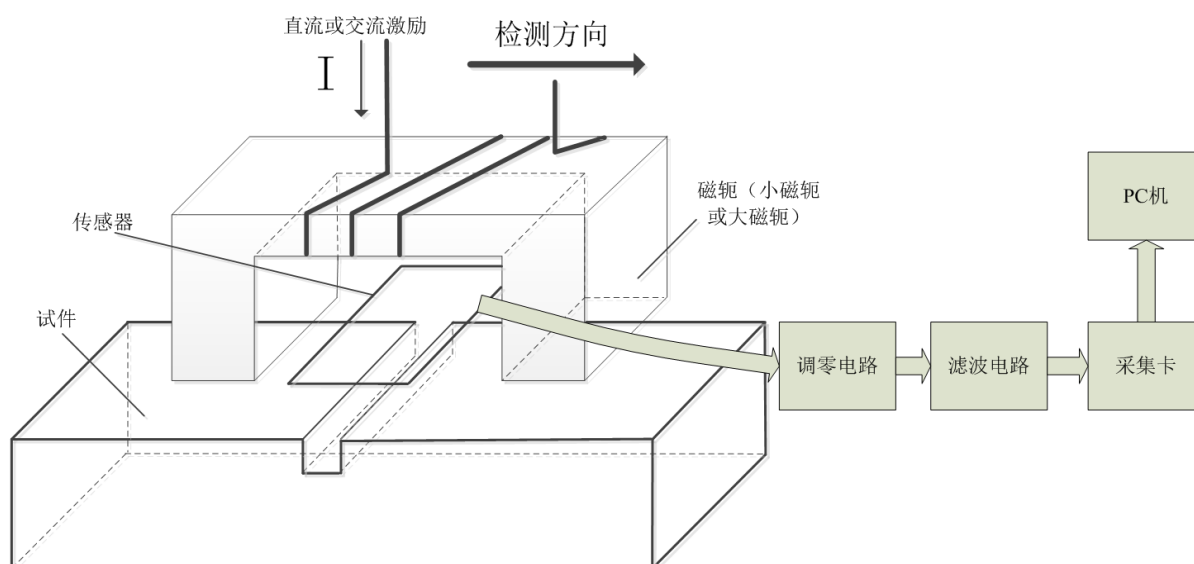 直流或交流激励
I
检测方向
传感器
试件
磁轭（小磁轭
或大磁轭）
PC机
调零电路
滤波电路
采集卡